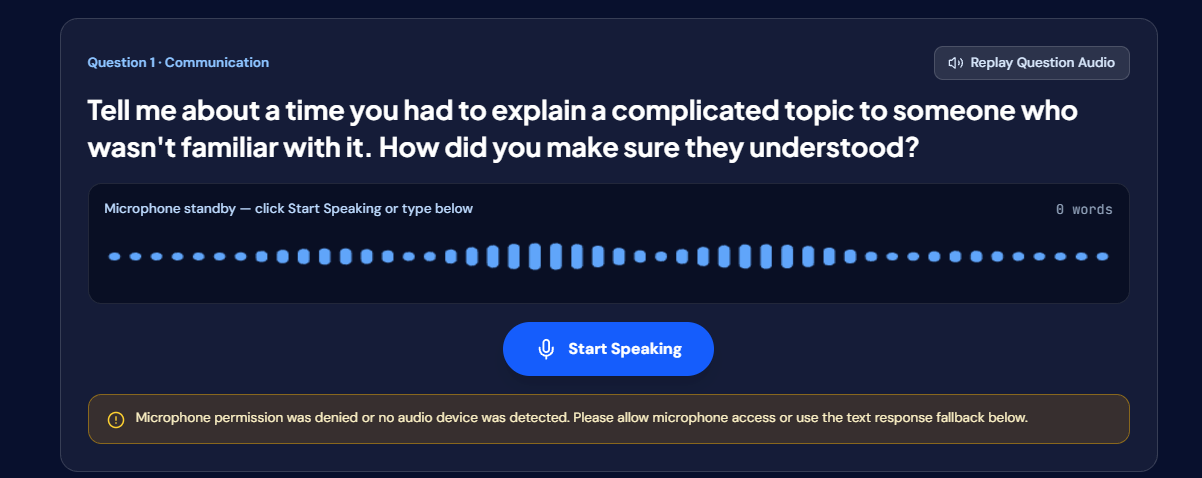 Question 1 · Communication
Replay Question Audio
Tell me about a time you had to explain a complicated topic to someone who
wasn't familiar with it. How did you make sure they understood?
Microphone standby — click Start Speaking or type below
0 words
Start Speaking
Microphone permission was denied or no audio device was detected. Please allow microphone access or use the text response fallback below.